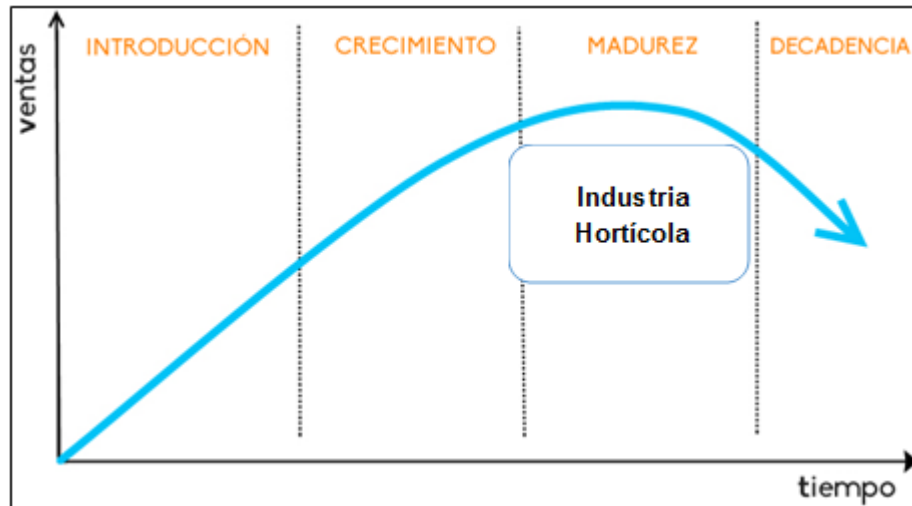 INTRODUCCIÓN
CRECIMIENTO
MADUREZ
DECADENCIA
ventas
Industria
Hortícola
tiempo